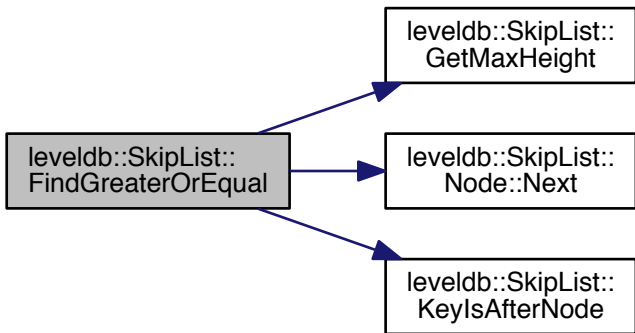 leveldb::SkipList::
GetMaxHeight
leveldb::SkipList::
FindGreaterOrEqual
leveldb::SkipList::
Node::Next
leveldb::SkipList::
KeyIsAfterNode